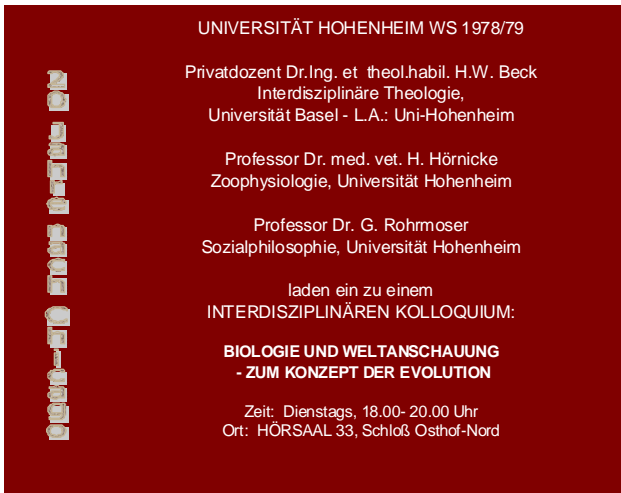 UNIVERSITÄT HOHENHEIM WS 1978/79
Privatdozent Dr.Ing. et theol.habil. H.W. Beck
Interdisziplinäre Theologie,
Universität Basel - L.A.: Uni-Hohenheim
Professor Dr. med. vet. H. Hörnicke
Zoophysiologie, Universität Hohenheim
Professor Dr. G. Rohrmoser
Sozialphilosophie, Universität Hohenheim
laden ein zu einem
INTERDISZIPLINÄREN KOLLOQUIUM:
BIOLOGIE UND WELTANSCHAUUNG
- ZUM KONZEPT DER EVOLUTION
Zeit: Dienstags, 18.00- 20.00 Uhr
Ort: HÖRSAAL 33, Schloß Osthof-Nord